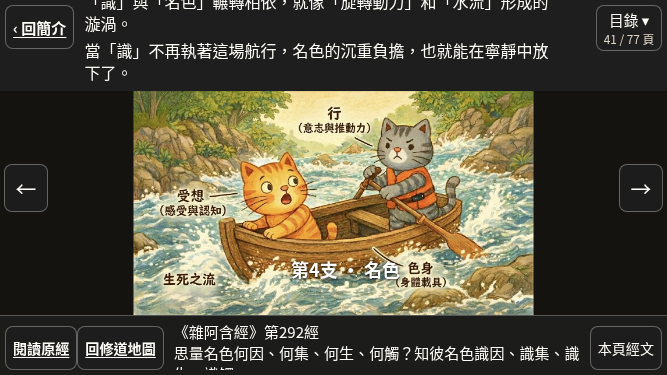 「識」與「名色」輾轉相依，就像「旋轉動力」和「水流」形成的
漩渦。
當「識」不再執著這場航行，名色的沉重負擔，也就能在寧靜中放
下了。
‹ 回簡介
目錄 ▾
41 / 77 頁
←
→
行
（意志與推動力）
受想
（感受與認知）
生死之流
第4支 · 名色
色身
（身體載具）
閱讀原經
回修道地圖
《雜阿含經》第292經
思量名色何因、何集、何生、何觸？知彼名色識因、識集、識
本頁經文